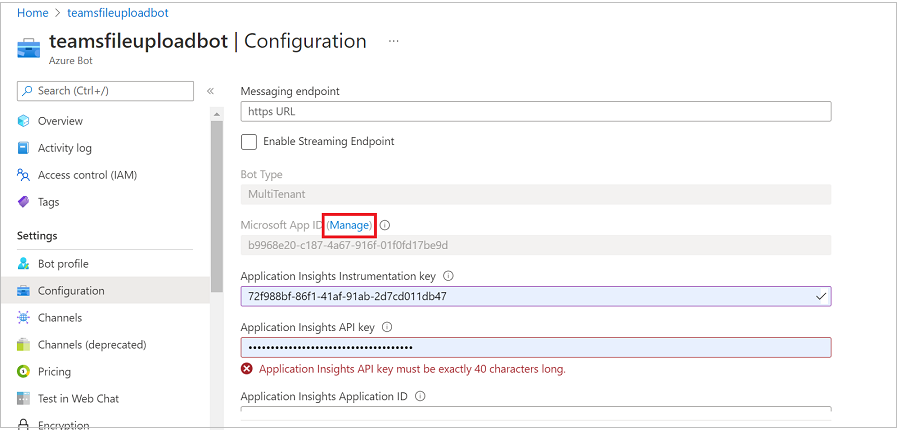 Home > teamsfileuploadbot
teamsfileuploadbot | Configuration ...
Azure Bot
Search (Ctrl+/) «
Overview
Activity log
Access control (IAM)
Tags
Settings
Bot profile
Configuration
Channels
Channels (deprecated)
Pricing
Test in Web Chat
Encryption
Messaging endpoint
https URL
Enable Streaming Endpoint
Bot Type
MultiTenant
Microsoft App ID (Manage)
b9968e20-c187-4a67-916f-01f0fd17be9d
Application Insights Instrumentation key
72f988bf-86f1-41af-91ab-2d7cd011db47
Application Insights API key
•••••••••••••••••••••••••••••••••••••
Application Insights API key must be exactly 40 characters long.
Application Insights Application ID